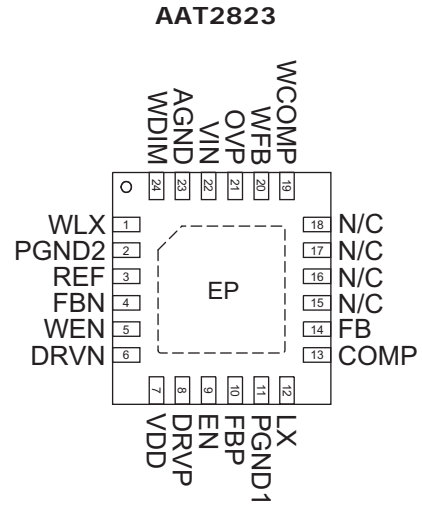 AAT2823
WDIM
AGND
VIN
OVP
WFB
WCOMP
24
23
22
21
20
19
WLX 1
PGND2 2
REF 3
FBN 4
WEN 5
DRVN 6
EP
18 N/C
17 N/C
16 N/C
15 N/C
14 FB
13 COMP
7
8
9
10
11
12
VDD
DRVP
EN
FBP
PGND1
LX